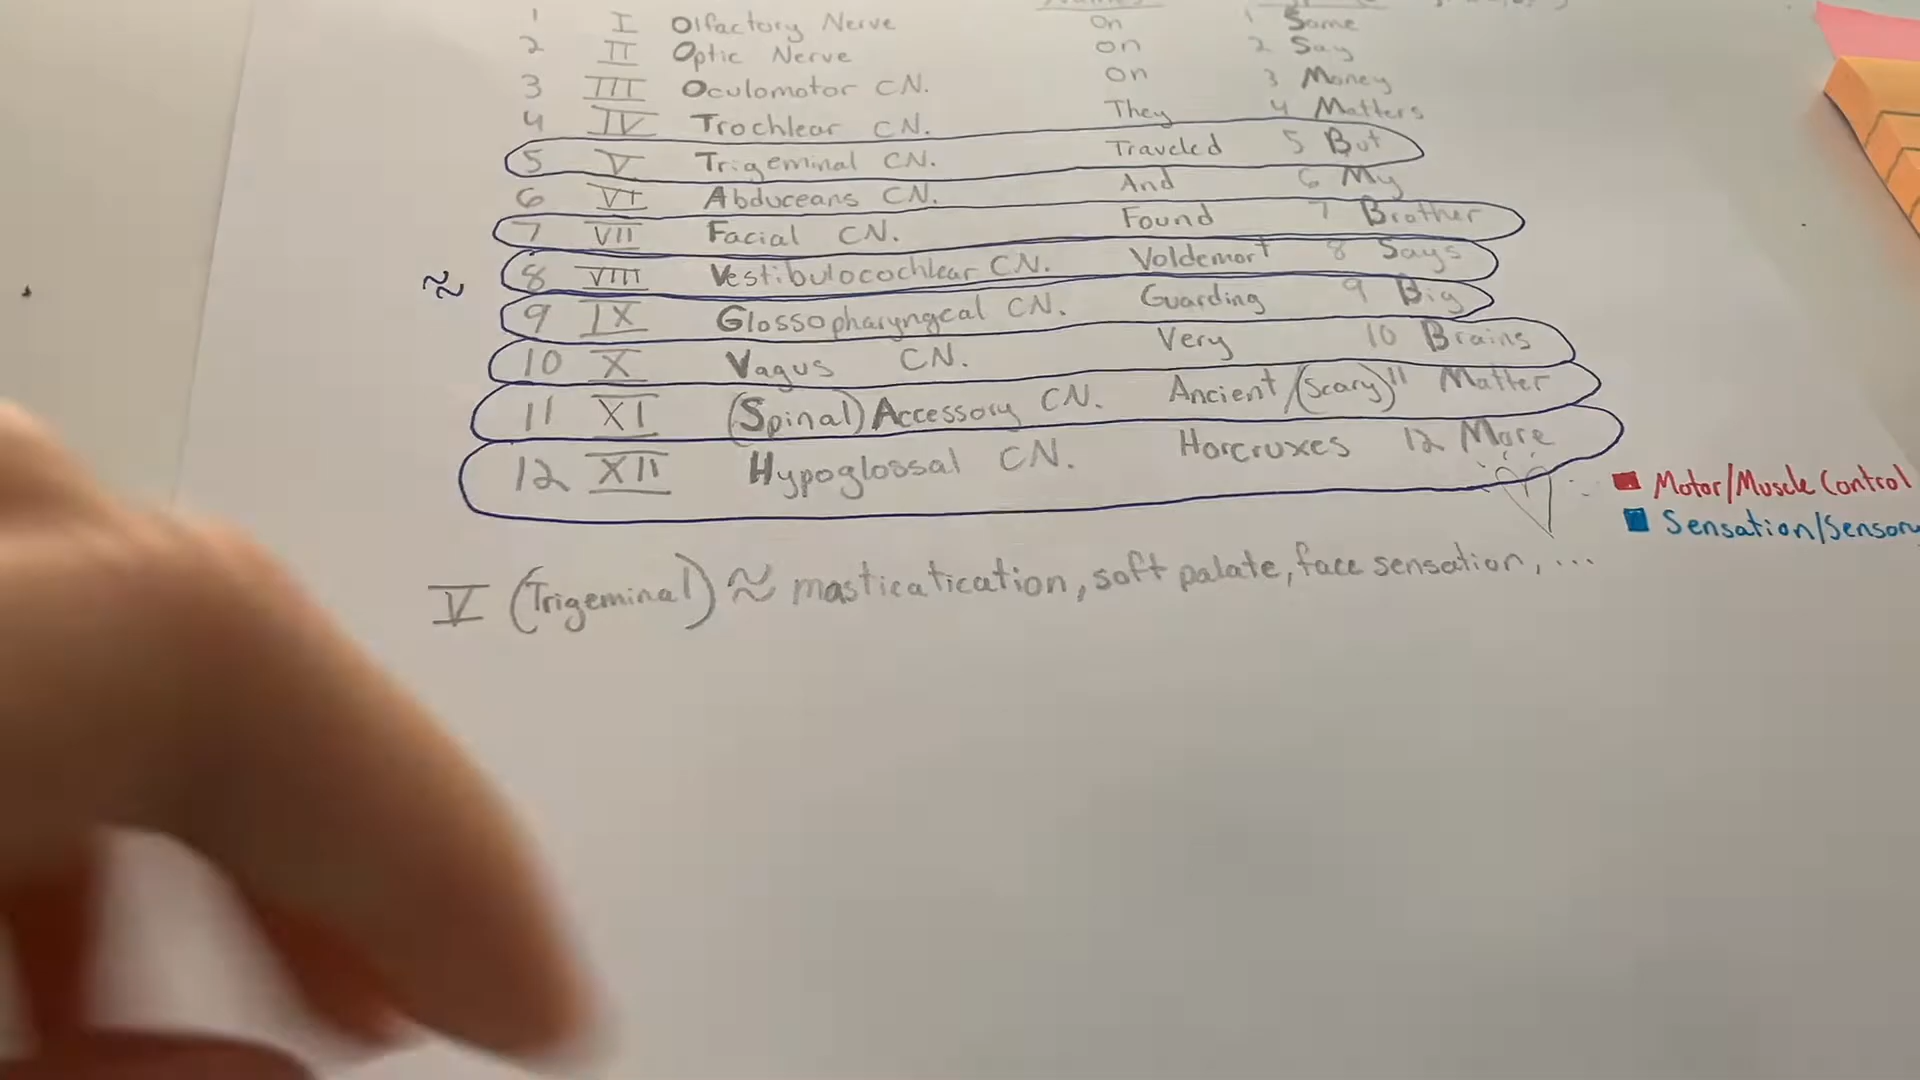 1 I Olfactory Nerve On 1 Some
2 II Optic Nerve on 2 Say
3 III Oculomotor CN. On 3 Money
4 IV Trochlear CN. They 4 Matters
5 V Trigeminal CN. Traveled 5 But
6 VI Abduceans CN. And 6 My
7 VII Facial CN. Found 7 Brother
8 VIII Vestibulocochlear CN. Voldemort 8 Says
9 IX Glossopharyngeal CN. Guarding 9 Big
≈ 10 X Vagus CN. Very 10 Brains
11 XI (Spinal) Accessory CN. Ancient/(Scary) 11 Matter
12 XII Hypoglossal CN. Horcruxes 12 More
Motor/Muscle Control
Sensation/Sensory
V (Trigeminal) ≈ masticatication, soft palate, face sensation, ...